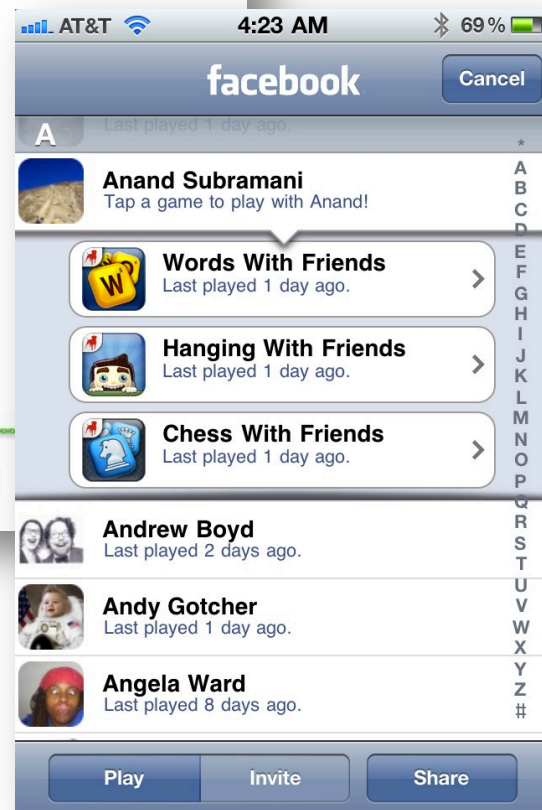 AT&T 4:23 AM 69%
facebook Cancel
A
Last played 1 day ago.
Anand Subramani
Tap a game to play with Anand!
Words With Friends
Last played 1 day ago.
Hanging With Friends
Last played 1 day ago.
Chess With Friends
Last played 1 day ago.
Andrew Boyd
Last played 2 days ago.
Andy Gotcher
Last played 1 day ago.
Angela Ward
Last played 8 days ago.
*
A
B
C
D
E
F
G
H
I
J
K
L
M
N
O
P
Q
R
S
T
U
V
W
X
Y
Z
#
Play Invite Share